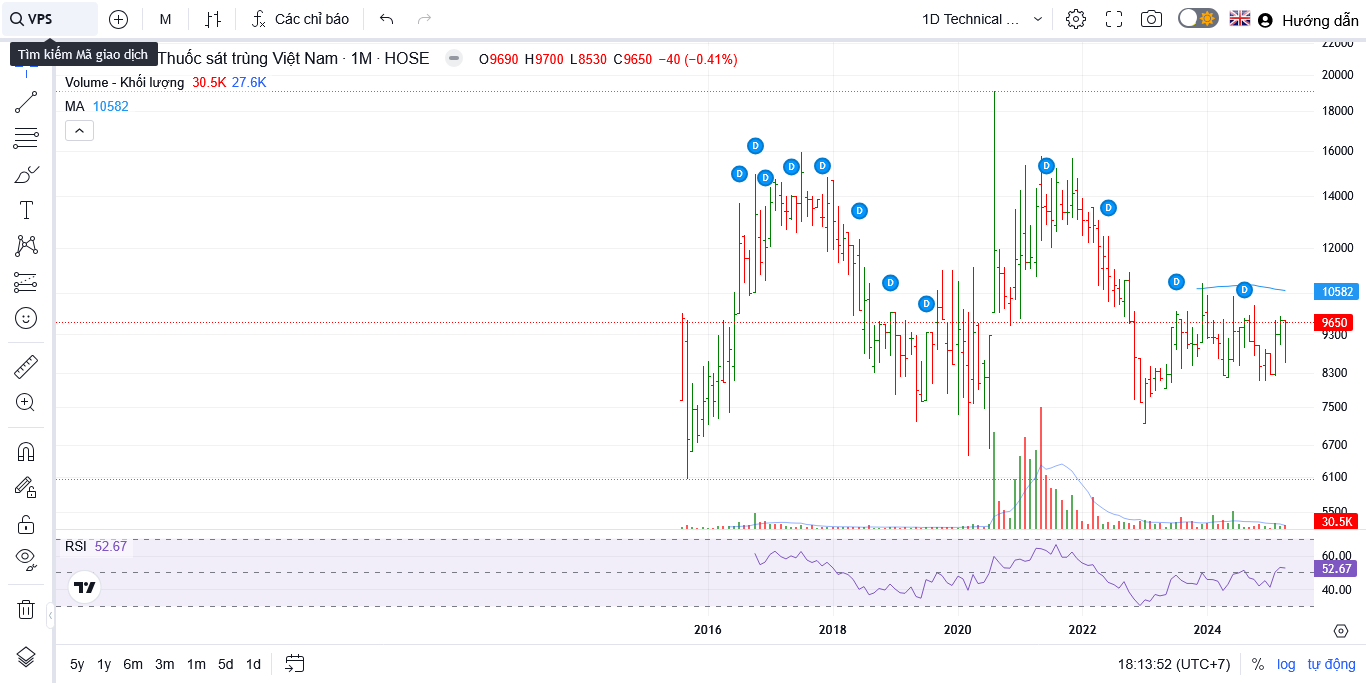 VPS
M
Các chỉ báo
1D Technical ...
Hướng dẫn
Tìm kiếm Mã giao dịch
Thuốc sát trùng Việt Nam · 1M · HOSE
O9690 H9700 L8530 C9650 −40 (−0.41%)
Volume - Khối lượng 30.5K 27.6K
MA 10582
D
D
D
D
D
D
D
D
D
D
D
D
22000
20000
18000
16000
14000
12000
10582
9650
9300
8300
7500
6700
6100
5500
30.5K
RSI 52.67
60.00
52.67
40.00
2016 2018 2020 2022 2024
5y 1y 6m 3m 1m 5d 1d
18:13:52 (UTC+7)
% log tự động